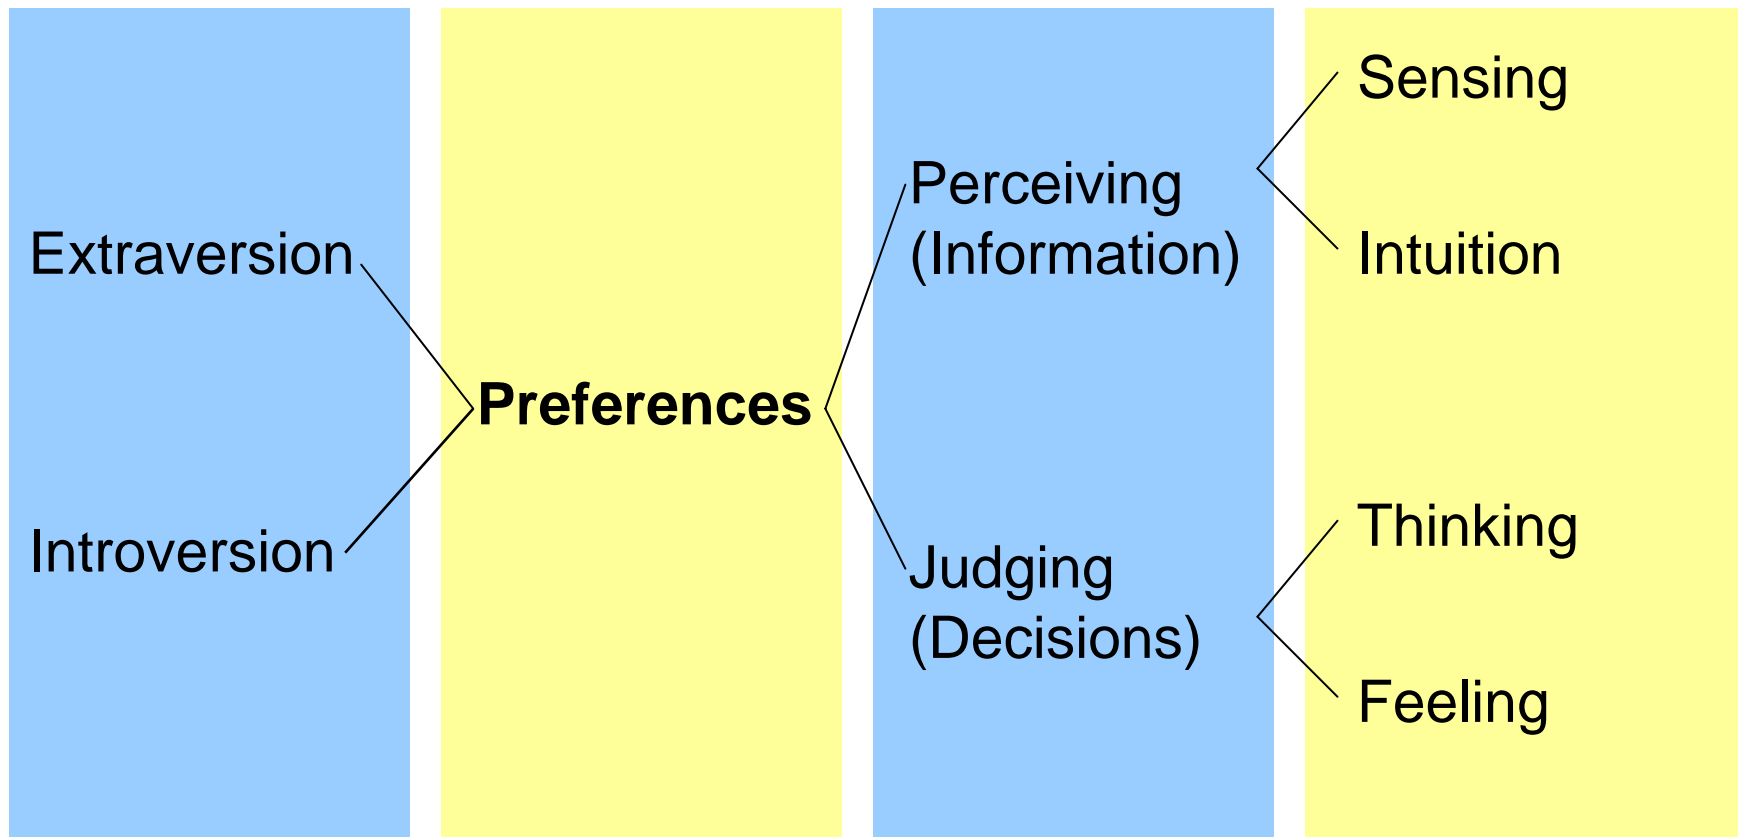 Extraversion
Introversion
Preferences
Perceiving
(Information)
Judging
(Decisions)
Sensing
Intuition
Thinking
Feeling